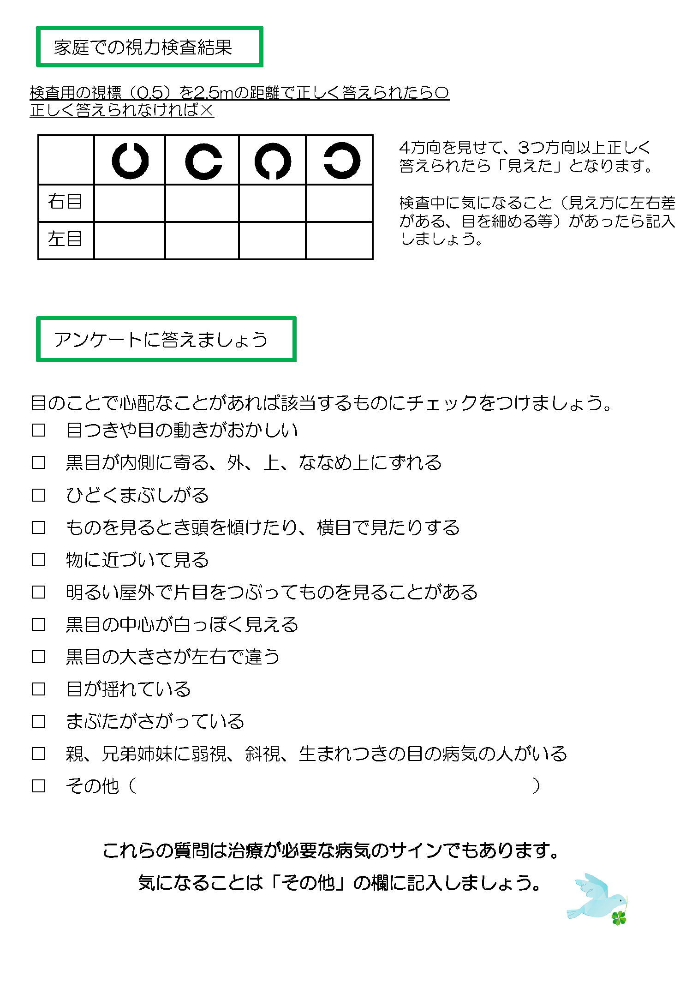 家庭での視力検査結果
検査用の視標（0.5）を2.5mの距離で正しく答えられたら〇
正しく答えられなければ×
4方向を見せて、3つ方向以上正しく
答えられたら「見えた」となります。
検査中に気になること（見え方に左右差
がある、目を細める等）があったら記入
しましょう。
右目
左目
アンケートに答えましょう
目のことで心配なことがあれば該当するものにチェックをつけましょう。
□　目つきや目の動きがおかしい
□　黒目が内側に寄る、外、上、ななめ上にずれる
□　ひどくまぶしがる
□　ものを見るとき頭を傾けたり、横目で見たりする
□　物に近づいて見る
□　明るい屋外で片目をつぶってものを見ることがある
□　黒目の中心が白っぽく見える
□　黒目の大きさが左右で違う
□　目が揺れている
□　まぶたがさがっている
□　親、兄弟姉妹に弱視、斜視、生まれつきの目の病気の人がいる
□　その他（　　　　　　　　　　　　　　　　　　　　　　）
これらの質問は治療が必要な病気のサインでもあります。
気になることは「その他」の欄に記入しましょう。